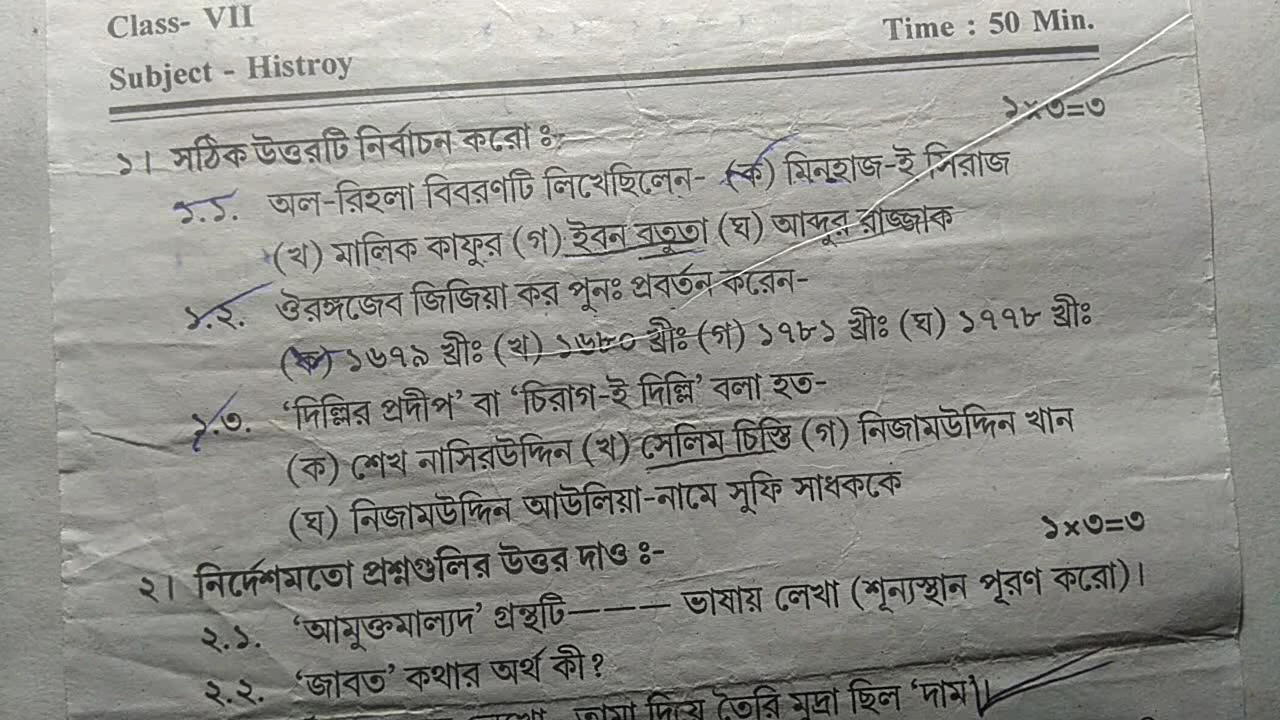 Class- VII
Time : 50 Min.
Subject - Histroy
১×৩=৩
১। সঠিক উত্তরটি নির্বাচন করো ঃ-
১.১. অল-রিহলা বিবরণটি লিখেছিলেন- (ক) মিনহাজ-ই সিরাজ
(খ) মালিক কাফুর (গ) ইবন বতুতা (ঘ) আব্দুর রাজ্জাক
১.২. ঔরঙ্গজেব জিজিয়া কর পুনঃ প্রবর্তন করেন-
(ক) ১৬৭৯ খ্রীঃ (খ) ১৬৮০ খ্রীঃ (গ) ১৭৮১ খ্রীঃ (ঘ) ১৭৭৮ খ্রীঃ
১.৩. ‘দিল্লির প্রদীপ’ বা ‘চিরাগ-ই দিল্লি’ বলা হত-
(ক) শেখ নাসিরউদ্দিন (খ) সেলিম চিস্তি (গ) নিজামউদ্দিন খান
(ঘ) নিজামউদ্দিন আউলিয়া-নামে সুফি সাধককে
১×৩=৩
২। নির্দেশমতো প্রশ্নগুলির উত্তর দাও ঃ-
২.১. ‘আমুক্তমাল্যদ’ গ্রন্থটি——— ভাষায় লেখা (শূন্যস্থান পূরণ করো)।
২.২. ‘জাবত’ কথার অর্থ কী?
তামা দিয়ে তৈরি মুদ্রা ছিল ‘দাম’।